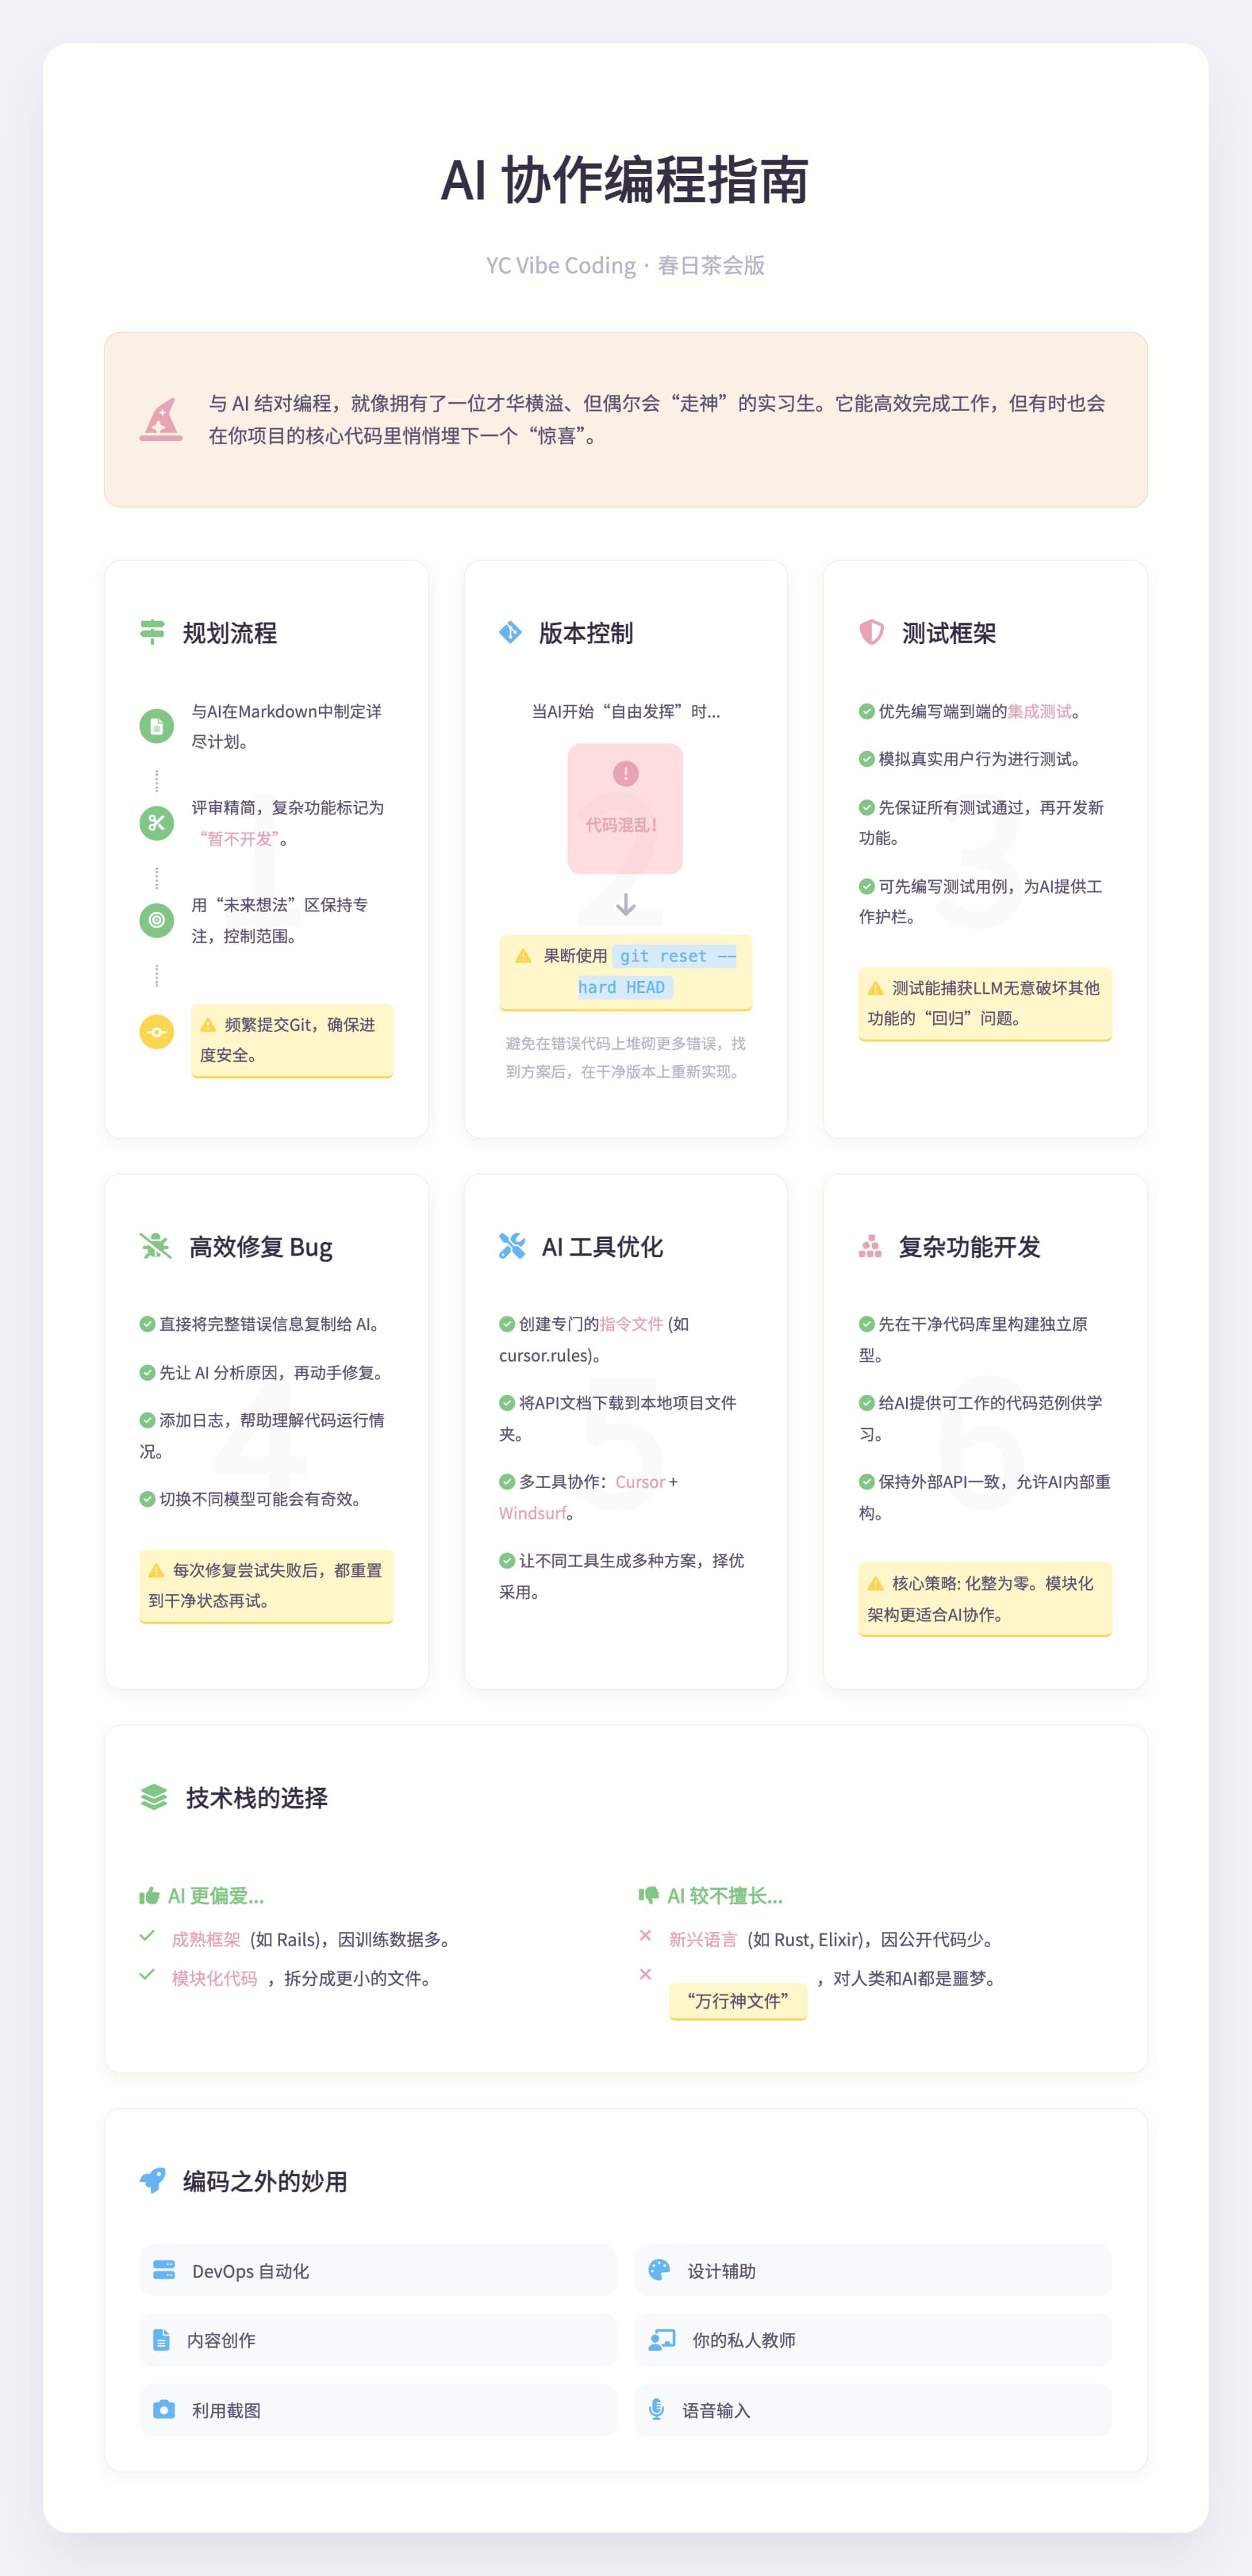 AI 协作编程指南
YC Vibe Coding · 春日茶会版
与 AI 结对编程，就像拥有了一位才华横溢、但偶尔会“走神”的实习生。它能高效完成工作，但有时也会
在你项目的核心代码里悄悄埋下一个“惊喜”。
规划流程
与AI在Markdown中制定详
尽计划。
评审精简，复杂功能标记为
“暂不开发”。
用“未来想法”区保持专
注，控制范围。
频繁提交Git，确保进
度安全。
1
版本控制
当AI开始“自由发挥”时...
代码混乱！
果断使用 git reset --
hard HEAD
避免在错误代码上堆砌更多错误，找
到方案后，在干净版本上重新实现。
2
测试框架
优先编写端到端的集成测试。
模拟真实用户行为进行测试。
先保证所有测试通过，再开发新
功能。
可先编写测试用例，为AI提供工
作护栏。
测试能捕获LLM无意破坏其他
功能的“回归”问题。
3
高效修复 Bug
直接将完整错误信息复制给 AI。
先让 AI 分析原因，再动手修复。
添加日志，帮助理解代码运行情
况。
切换不同模型可能会有奇效。
每次修复尝试失败后，都重置
到干净状态再试。
4
AI 工具优化
创建专门的指令文件 (如
cursor.rules)。
将API文档下载到本地项目文件
夹。
多工具协作：Cursor +
Windsurf。
让不同工具生成多种方案，择优
采用。
5
复杂功能开发
先在干净代码库里构建独立原
型。
给AI提供可工作的代码范例供学
习。
保持外部API一致，允许AI内部重
构。
核心策略: 化整为零。模块化
架构更适合AI协作。
6
技术栈的选择
AI 更偏爱...
成熟框架 (如 Rails)，因训练数据多。
模块化代码 ，拆分成更小的文件。
AI 较不擅长...
新兴语言 (如 Rust, Elixir)，因公开代码少。
“万行神文件” ，对人类和AI都是噩梦。
编码之外的妙用
DevOps 自动化
设计辅助
内容创作
你的私人教师
利用截图
语音输入